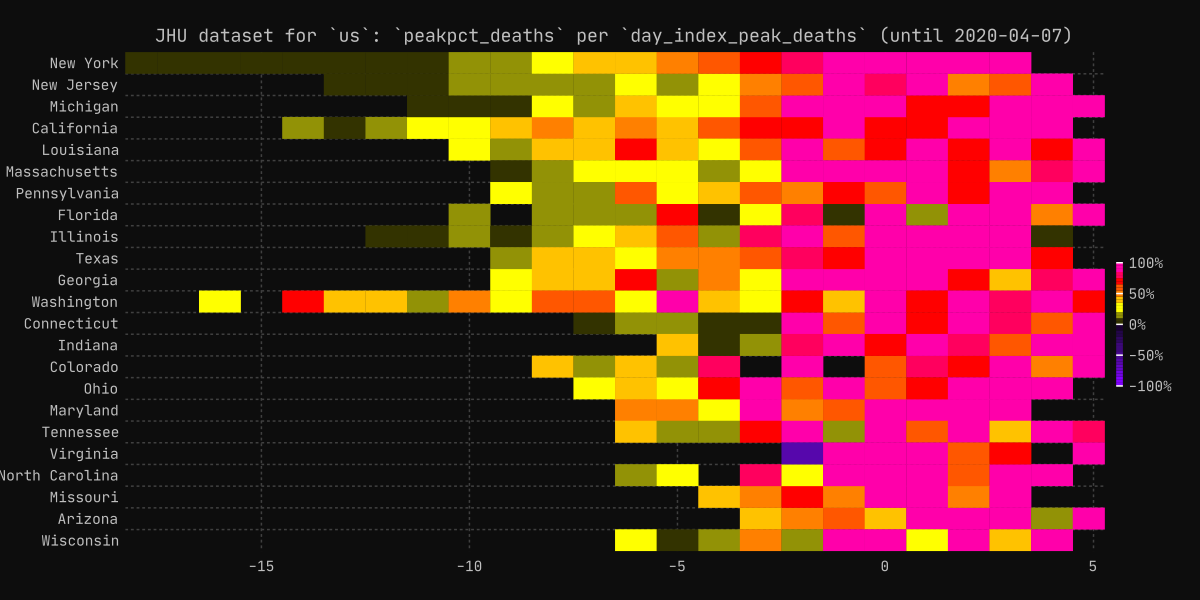 JHU dataset for `us`: `peakpct_deaths` per `day_index_peak_deaths` (until 2020-04-07)
New York
New Jersey
Michigan
California
Louisiana
Massachusetts
Pennsylvania
Florida
Illinois
Texas
Georgia
Washington
Connecticut
Indiana
Colorado
Ohio
Maryland
Tennessee
Virginia
North Carolina
Missouri
Arizona
Wisconsin
100%
50%
0%
-50%
-100%
-15 -10 -5 0 5